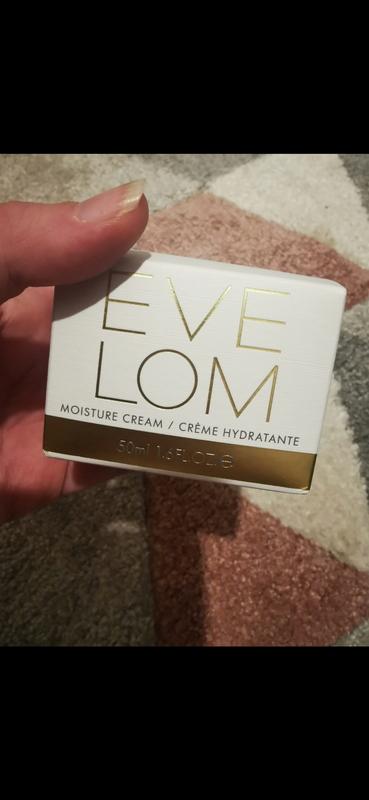 EVE
LOM
MOISTURE CREAM / CRÈME HYDRATANTE
50ml 1.6FL.OZ.℮